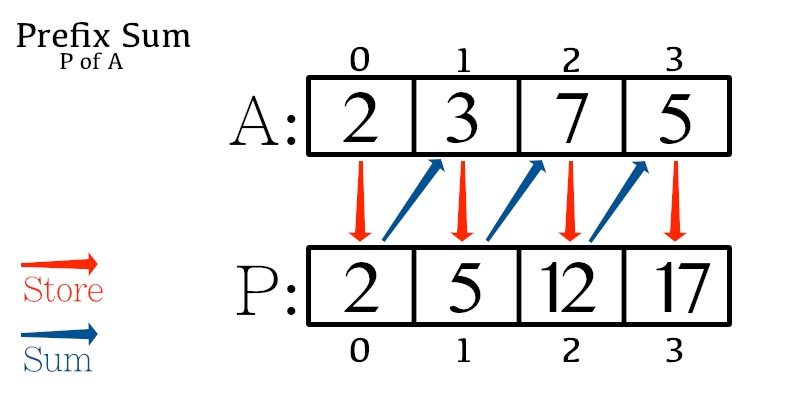 Prefix Sum
P of A
0 1 2 3
A: 2 3 7 5
P: 2 5 12 17
0 1 2 3
Store
Sum